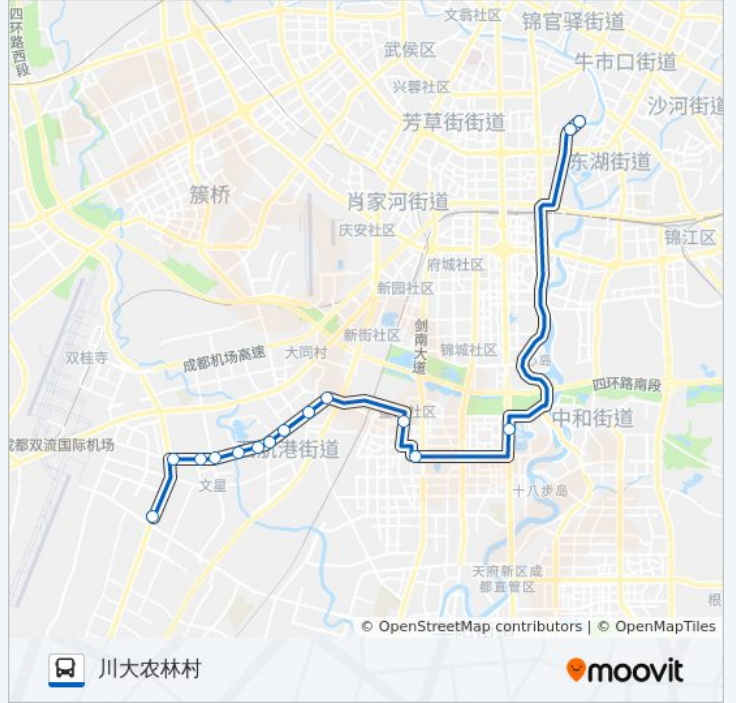 四环路西段
文翁社区
锦官驿街道
武侯区
牛市口街道
兴蓉社区
沙河街道
芳草街街道
东湖街道
簇桥
肖家河街道
庆安社区
锦江区
府城社区
新园社区
剑南大道
新街社区
锦城社区
大同村
成都机场高速
双桂寺
岛
四环路南段
社区
中和街道
成都双流国际机场
航港街道
文星
十八步岛
天府新区成
都直管区
根
© OpenStreetMap contributors | © OpenMapTiles
川大农林村
moovit